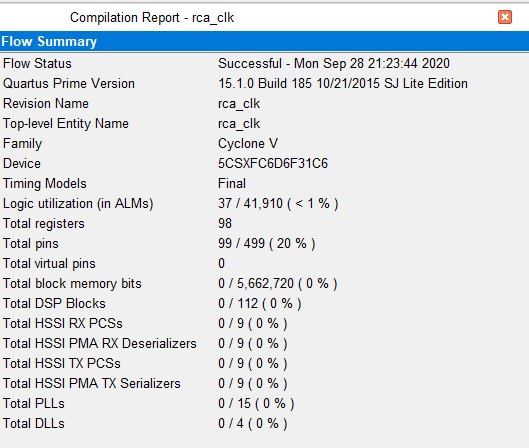 Compilation Report - rca_clk
Flow Summary
Flow Status Successful - Mon Sep 28 21:23:44 2020
Quartus Prime Version 15.1.0 Build 185 10/21/2015 SJ Lite Edition
Revision Name rca_clk
Top-level Entity Name rca_clk
Family Cyclone V
Device 5CSXFC6D6F31C6
Timing Models Final
Logic utilization (in ALMs) 37 / 41,910 ( < 1 % )
Total registers 98
Total pins 99 / 499 ( 20 % )
Total virtual pins 0
Total block memory bits 0 / 5,662,720 ( 0 % )
Total DSP Blocks 0 / 112 ( 0 % )
Total HSSI RX PCSs 0 / 9 ( 0 % )
Total HSSI PMA RX Deserializers 0 / 9 ( 0 % )
Total HSSI TX PCSs 0 / 9 ( 0 % )
Total HSSI PMA TX Serializers 0 / 9 ( 0 % )
Total PLLs 0 / 15 ( 0 % )
Total DLLs 0 / 4 ( 0 % )